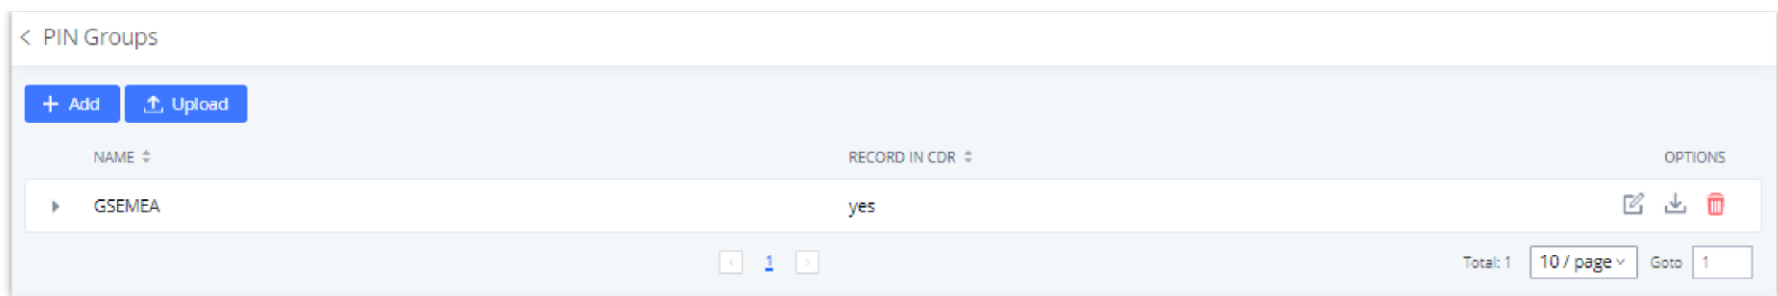 PIN Groups
Add Upload
NAME RECORD IN CDR OPTIONS
GSEMEA yes
1 Total: 1 10 / page Goto 1